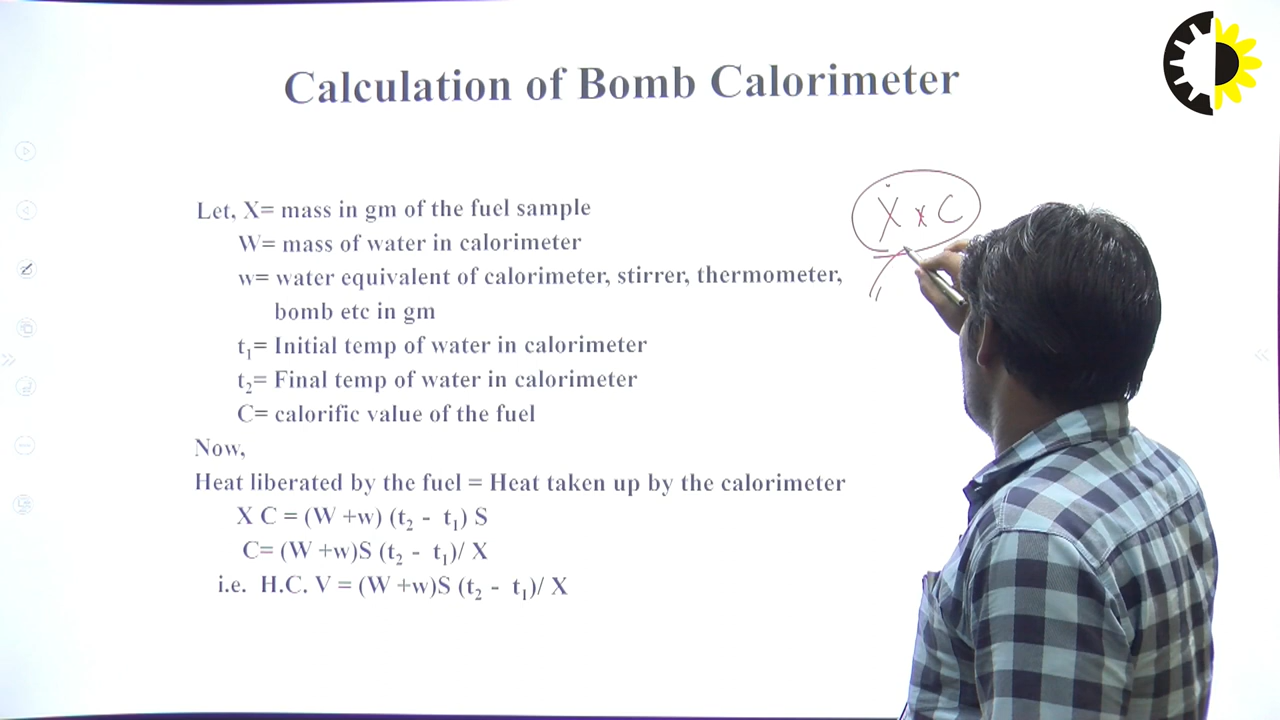 Calculation of Bomb Calorimeter
Let, X= mass in gm of the fuel sample
W= mass of water in calorimeter
w= water equivalent of calorimeter, stirrer, thermometer,
bomb etc in gm
t₁= Initial temp of water in calorimeter
t₂= Final temp of water in calorimeter
C= calorific value of the fuel
Now,
Heat liberated by the fuel = Heat taken up by the calorimeter
X C = (W +w) (t₂ - t₁) S
C= (W +w)S (t₂ - t₁)/ X
i.e. H.C. V = (W +w)S (t₂ - t₁)/ X
X x C